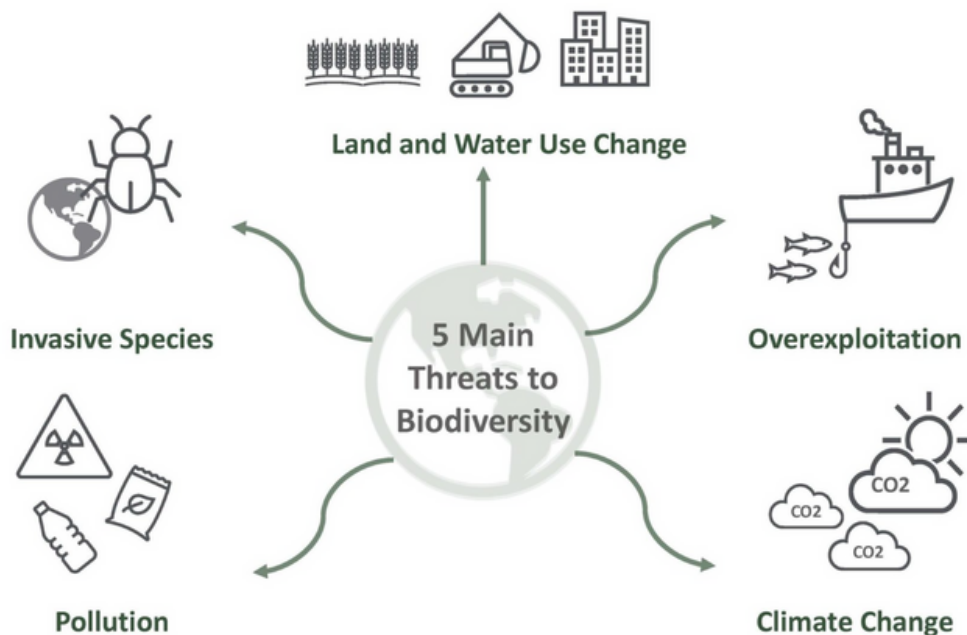 Land and Water Use Change
Invasive Species
5 Main
Threats to
Biodiversity
Overexploitation
CO2
CO2
CO2
Pollution
Climate Change